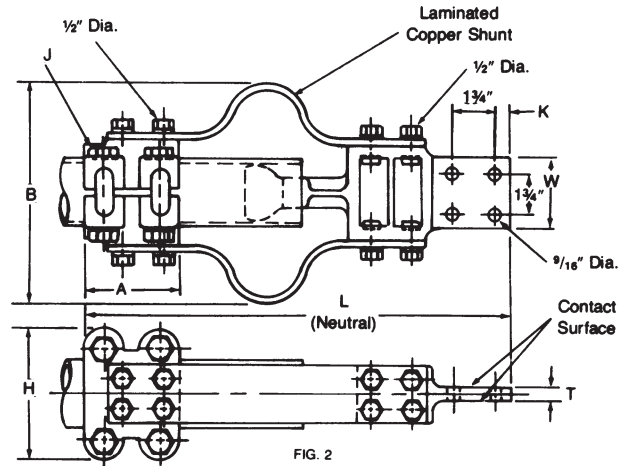 Laminated
Copper Shunt
½" Dia.
J
½" Dia.
1¾"
K
B
W
1¾"
9/16" Dia.
A
L
(Neutral)
Contact
Surface
H
T
FIG. 2